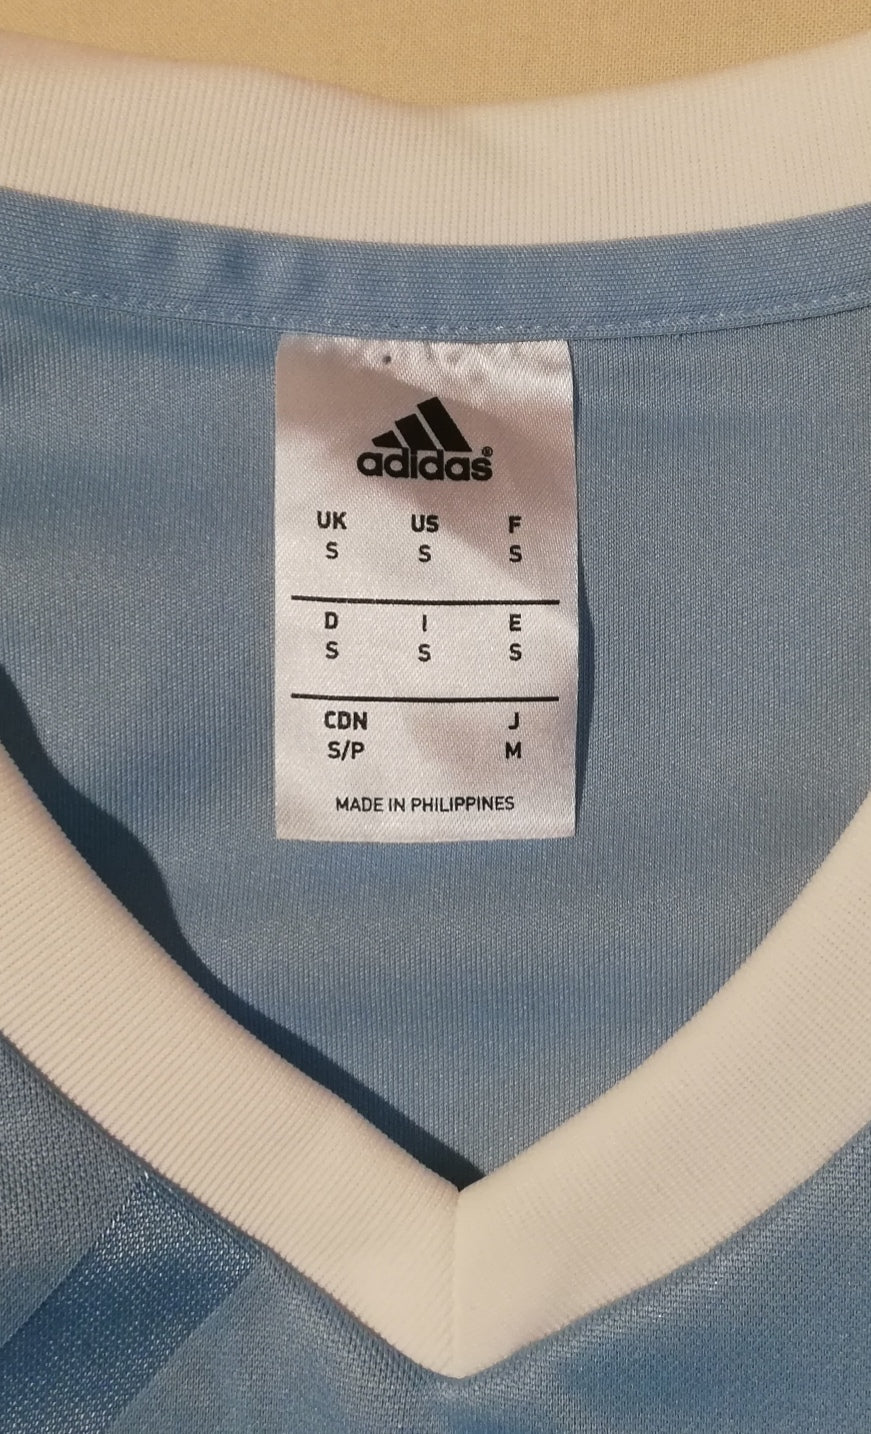 adidas®
UK US F
S S S
D I E
S S S
CDN J
S/P M
MADE IN PHILIPPINES